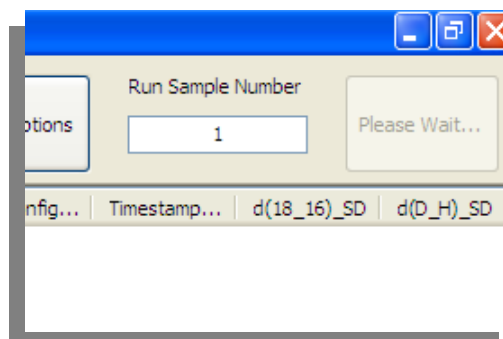 Run Sample Number
ptions 1 Please Wait...
nfig... Timestamp... d(18_16)_SD d(D_H)_SD